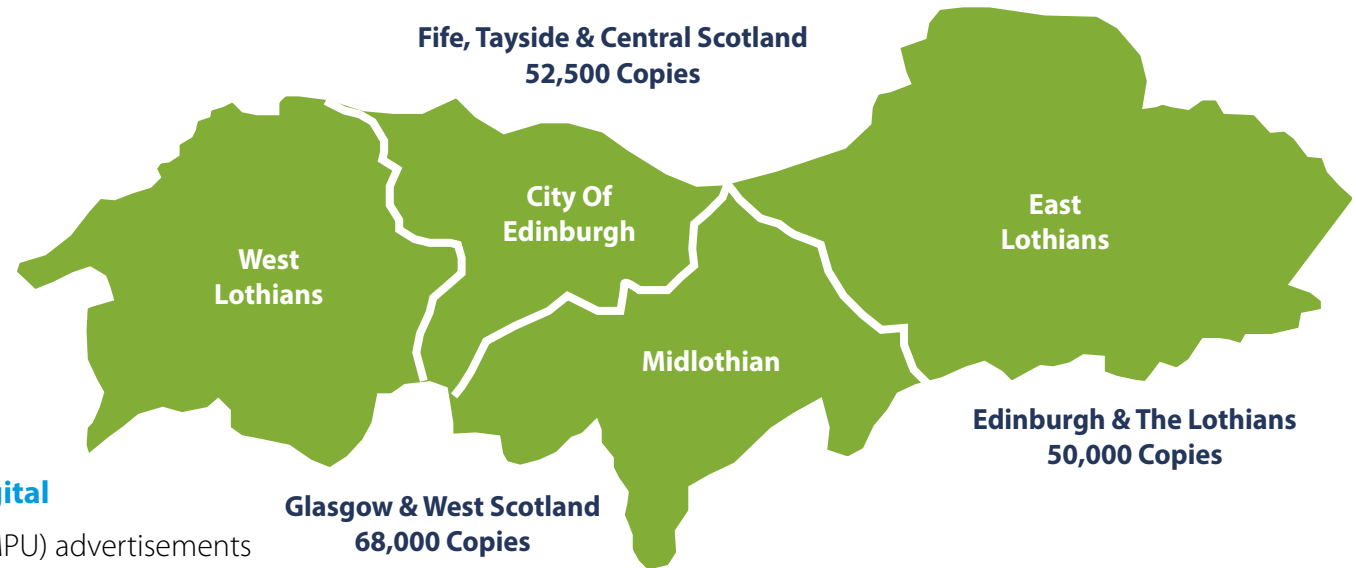 Fife, Tayside & Central Scotland
52,500 Copies
City Of
Edinburgh
East
Lothians
West
Lothians
Midlothian
Edinburgh & The Lothians
50,000 Copies
gital
Glasgow & West Scotland
68,000 Copies
MPU) advertisements